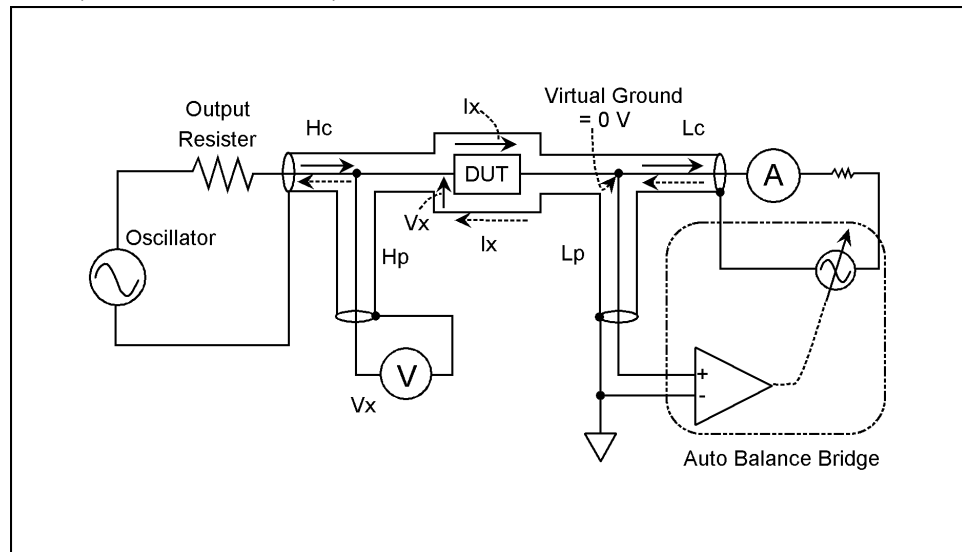 Output
Resister
Hc
Ix
Virtual Ground
= 0 V
Lc
DUT
A
Vx
Ix
Oscillator
Hp
Lp
V
Vx
+
-
Auto Balance Bridge